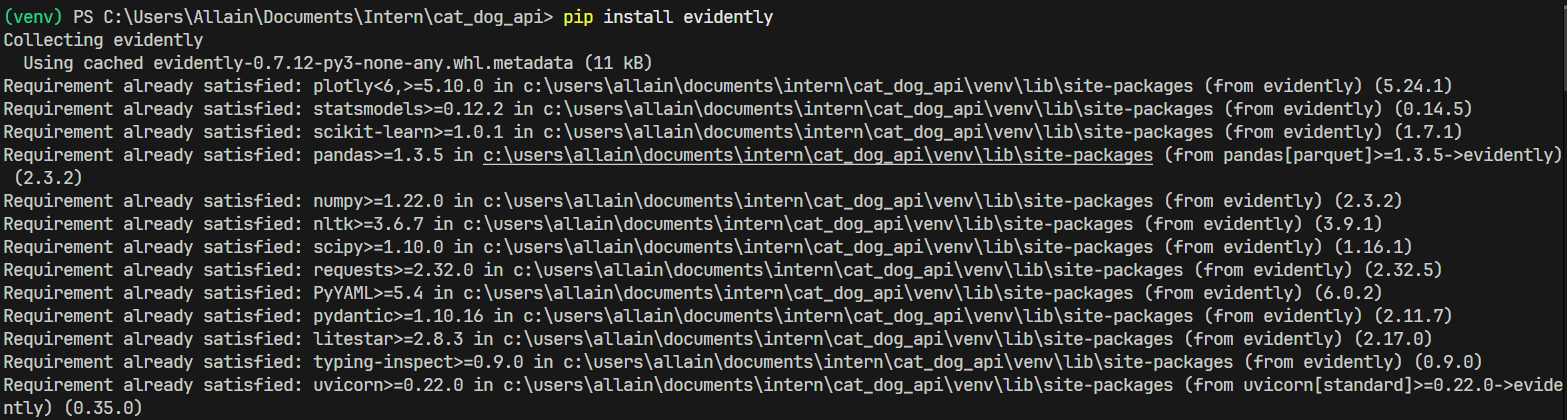 (venv) PS C:\Users\Allain\Documents\Intern\cat_dog_api> pip install evidently
Collecting evidently
  Using cached evidently-0.7.12-py3-none-any.whl.metadata (11 kB)
Requirement already satisfied: plotly<6,>=5.10.0 in c:\users\allain\documents\intern\cat_dog_api\venv\lib\site-packages (from evidently) (5.24.1)
Requirement already satisfied: statsmodels>=0.12.2 in c:\users\allain\documents\intern\cat_dog_api\venv\lib\site-packages (from evidently) (0.14.5)
Requirement already satisfied: scikit-learn>=1.0.1 in c:\users\allain\documents\intern\cat_dog_api\venv\lib\site-packages (from evidently) (1.7.1)
Requirement already satisfied: pandas>=1.3.5 in c:\users\allain\documents\intern\cat_dog_api\venv\lib\site-packages (from pandas[parquet]>=1.3.5->evidently)
 (2.3.2)
Requirement already satisfied: numpy>=1.22.0 in c:\users\allain\documents\intern\cat_dog_api\venv\lib\site-packages (from evidently) (2.3.2)
Requirement already satisfied: nltk>=3.6.7 in c:\users\allain\documents\intern\cat_dog_api\venv\lib\site-packages (from evidently) (3.9.1)
Requirement already satisfied: scipy>=1.10.0 in c:\users\allain\documents\intern\cat_dog_api\venv\lib\site-packages (from evidently) (1.16.1)
Requirement already satisfied: requests>=2.32.0 in c:\users\allain\documents\intern\cat_dog_api\venv\lib\site-packages (from evidently) (2.32.5)
Requirement already satisfied: PyYAML>=5.4 in c:\users\allain\documents\intern\cat_dog_api\venv\lib\site-packages (from evidently) (6.0.2)
Requirement already satisfied: pydantic>=1.10.16 in c:\users\allain\documents\intern\cat_dog_api\venv\lib\site-packages (from evidently) (2.11.7)
Requirement already satisfied: litestar>=2.8.3 in c:\users\allain\documents\intern\cat_dog_api\venv\lib\site-packages (from evidently) (2.17.0)
Requirement already satisfied: typing-inspect>=0.9.0 in c:\users\allain\documents\intern\cat_dog_api\venv\lib\site-packages (from evidently) (0.9.0)
Requirement already satisfied: uvicorn>=0.22.0 in c:\users\allain\documents\intern\cat_dog_api\venv\lib\site-packages (from uvicorn[standard]>=0.22.0->evide
ntly) (0.35.0)